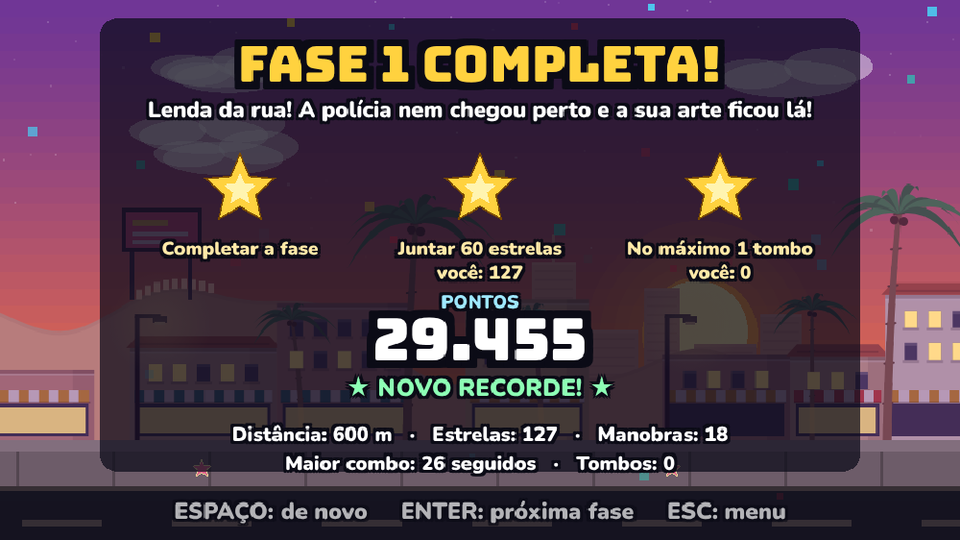 FASE 1 COMPLETA!
Lenda da rua! A polícia nem chegou perto e a sua arte ficou lá!
Completar a fase
Juntar 60 estrelas
você: 127
No máximo 1 tombo
você: 0
PONTOS
29.455
★ NOVO RECORDE! ★
Distância: 600 m · Estrelas: 127 · Manobras: 18
Maior combo: 26 seguidos · Tombos: 0
ESPAÇO: de novo ENTER: próxima fase ESC: menu